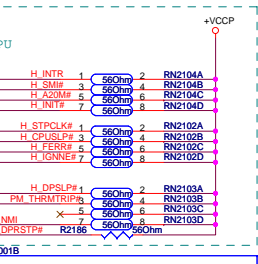 +VCCP
PU
H_INTR 1 56Ohm 2 RN2104A
H_SMI# 3 56Ohm 4 RN2104B
H_A20M# 5 56Ohm 6 RN2104C
H_INIT# 7 56Ohm 8 RN2104D
H_STPCLK# 1 56Ohm 2 RN2102A
H_CPUSLP# 3 56Ohm 4 RN2102B
H_FERR# 5 56Ohm 6 RN2102C
H_IGNNE# 7 56Ohm 8 RN2102D
H_DPSLP# 1 56Ohm 2 RN2103A
PM_THRMTRIP# 3 56Ohm 4 RN2103B
5 56Ohm 6 RN2103C
NMI 7 56Ohm 8 RN2103D
DPRSTP# R2186 56Ohm
001B